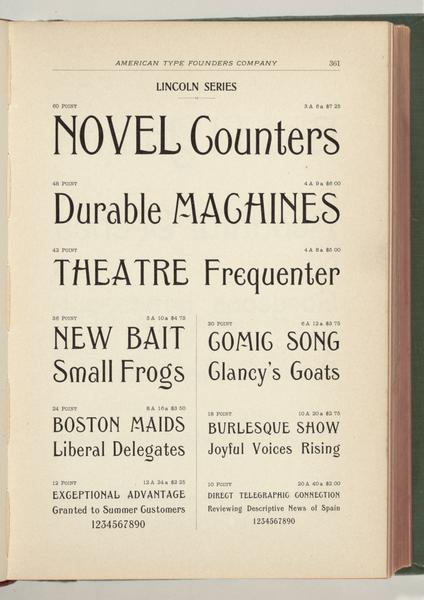 AMERICAN TYPE FOUNDERS COMPANY 361
LINCOLN SERIES
60 POINT 3 A 6 a $7 25
NOVEL Counters
48 POINT 4 A 9 a $6 00
Durable MACHINES
42 POINT 4 A 8 a $5 00
THEATRE Frequenter
36 POINT 5 A 10 a $4 75
NEW BAIT
Small Frogs
24 POINT 8 A 16 a $3 50
BOSTON MAIDS
Liberal Delegates
12 POINT 12 A 24 a $2 25
EXCEPTIONAL ADVANTAGE
Granted to Summer Customers
1234567890
30 POINT 6 A 12 a $3 75
COMIC SONG
Glancy's Goats
18 POINT 10 A 20 a $2 75
BURLESQUE SHOW
Joyful Voices Rising
10 POINT 20 A 40 a $2 00
DIRECT TELEGRAPHIC CONNECTION
Reviewing Descriptive News of Spain
1234567890